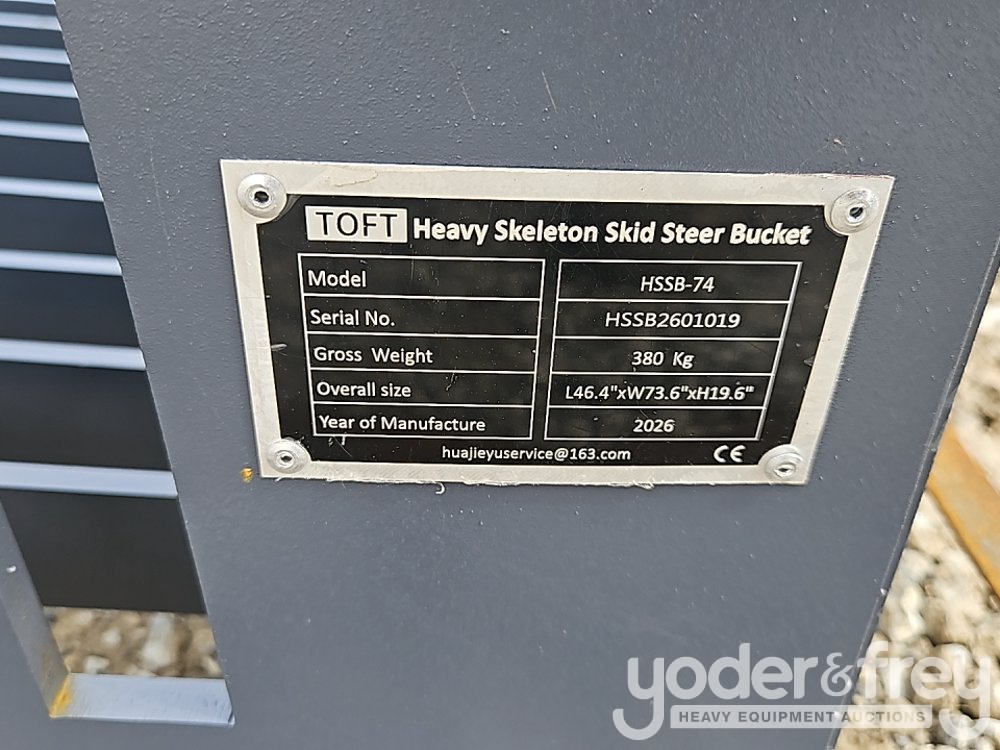 TOFT Heavy Skeleton Skid Steer Bucket
Model HSSB-74
Serial No. HSSB2601019
Gross Weight 380 Kg
Overall size L46.4"xW73.6"xH19.6"
Year of Manufacture 2026
huajieyuservice@163.com CE
yoder&frey
HEAVY EQUIPMENT AUCTIONS